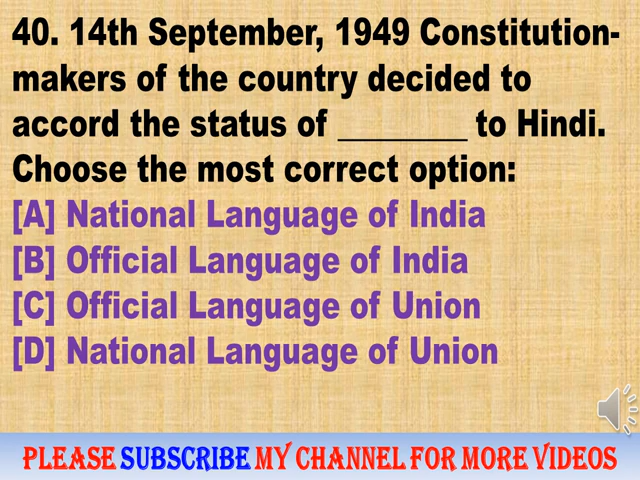 40. 14th September, 1949 Constitution-
makers of the country decided to
accord the status of ________ to Hindi.
Choose the most correct option:
[A] National Language of India
[B] Official Language of India
[C] Official Language of Union
[D] National Language of Union
PLEASE SUBSCRIBE MY CHANNEL FOR MORE VIDEOS